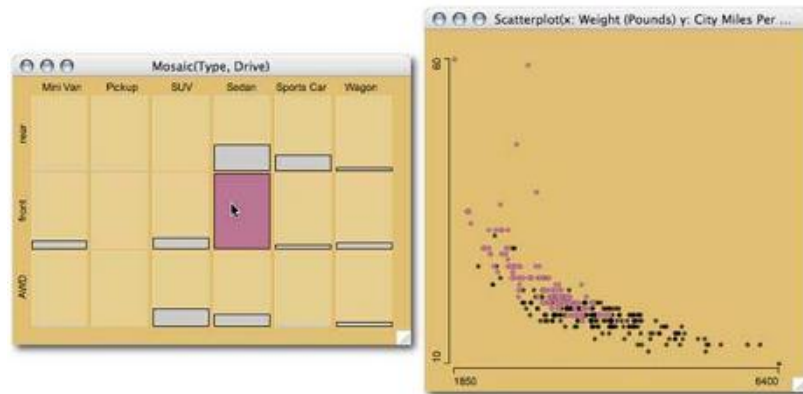 Mosaic(Type, Drive)
Mini Van Pickup SUV Sedan Sports Car Wagon
rear
front
AWD
Scatterplot(x: Weight (Pounds) y: City Miles Per ...
60
10
1850 6400